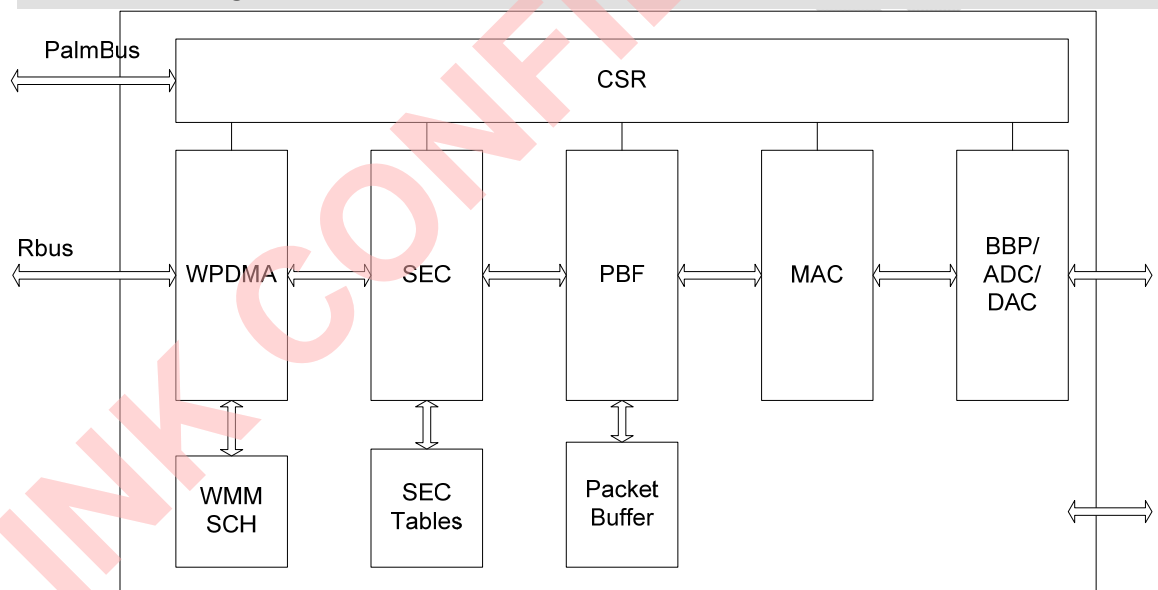 PalmBus
CSR
Rbus
WPDMA
SEC
PBF
MAC
BBP/
ADC/
DAC
WMM
SCH
SEC
Tables
Packet
Buffer
INK CONFI